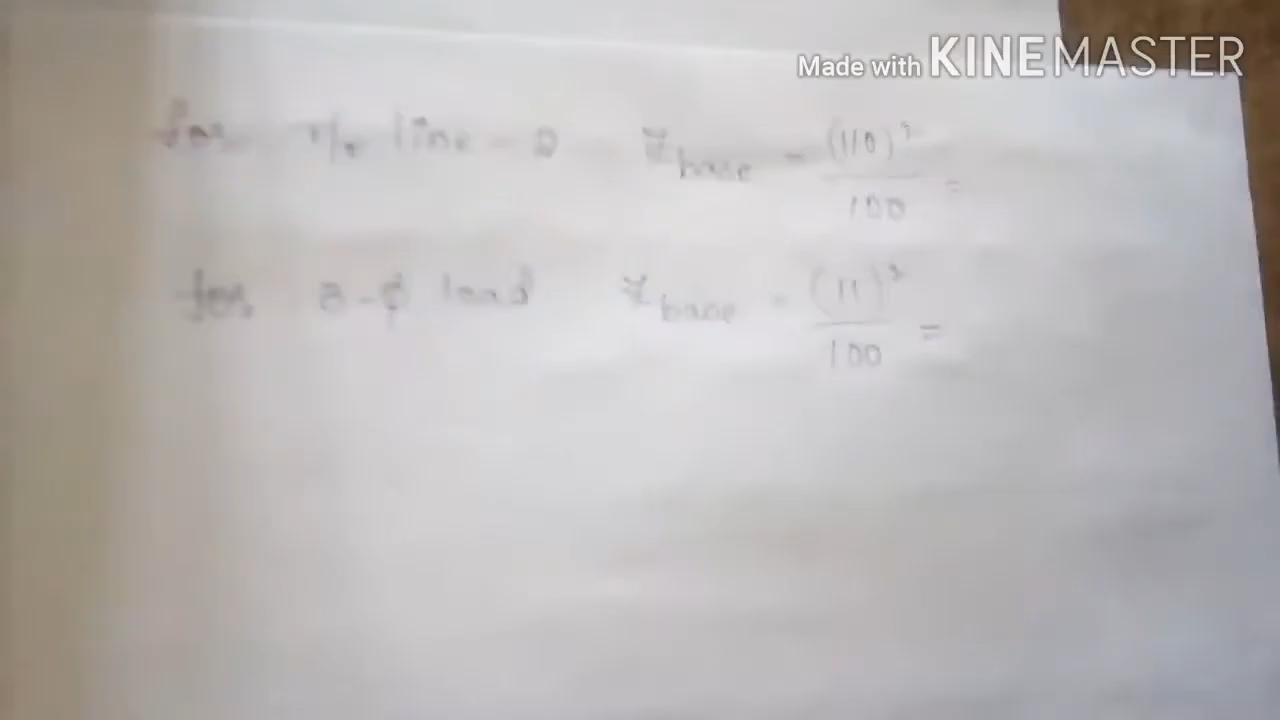 Made with KINEMASTER
for T/r line - 2 Z base = (110)² / 100 =
for 3-φ load Z base = (11)² / 100 =